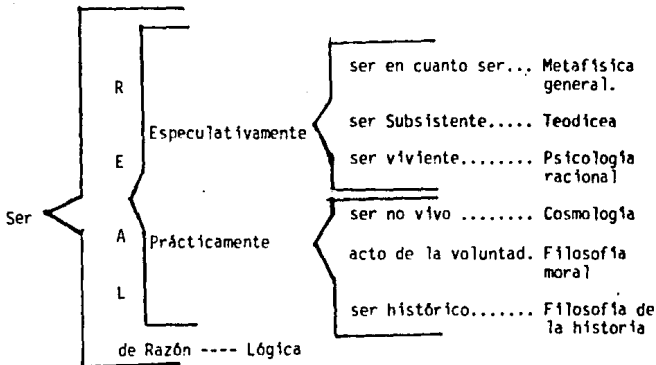 ser en cuanto ser... Metafísica
general.
R
Especulativamente
ser Subsistente..... Teodicea
E
ser viviente........ Psicología
racional
Ser
A
Prácticamente
ser no vivo ........ Cosmología
acto de la voluntad. Filosofía
moral
L
ser histórico....... Filosofía de
la historia
de Razón ---- Lógica